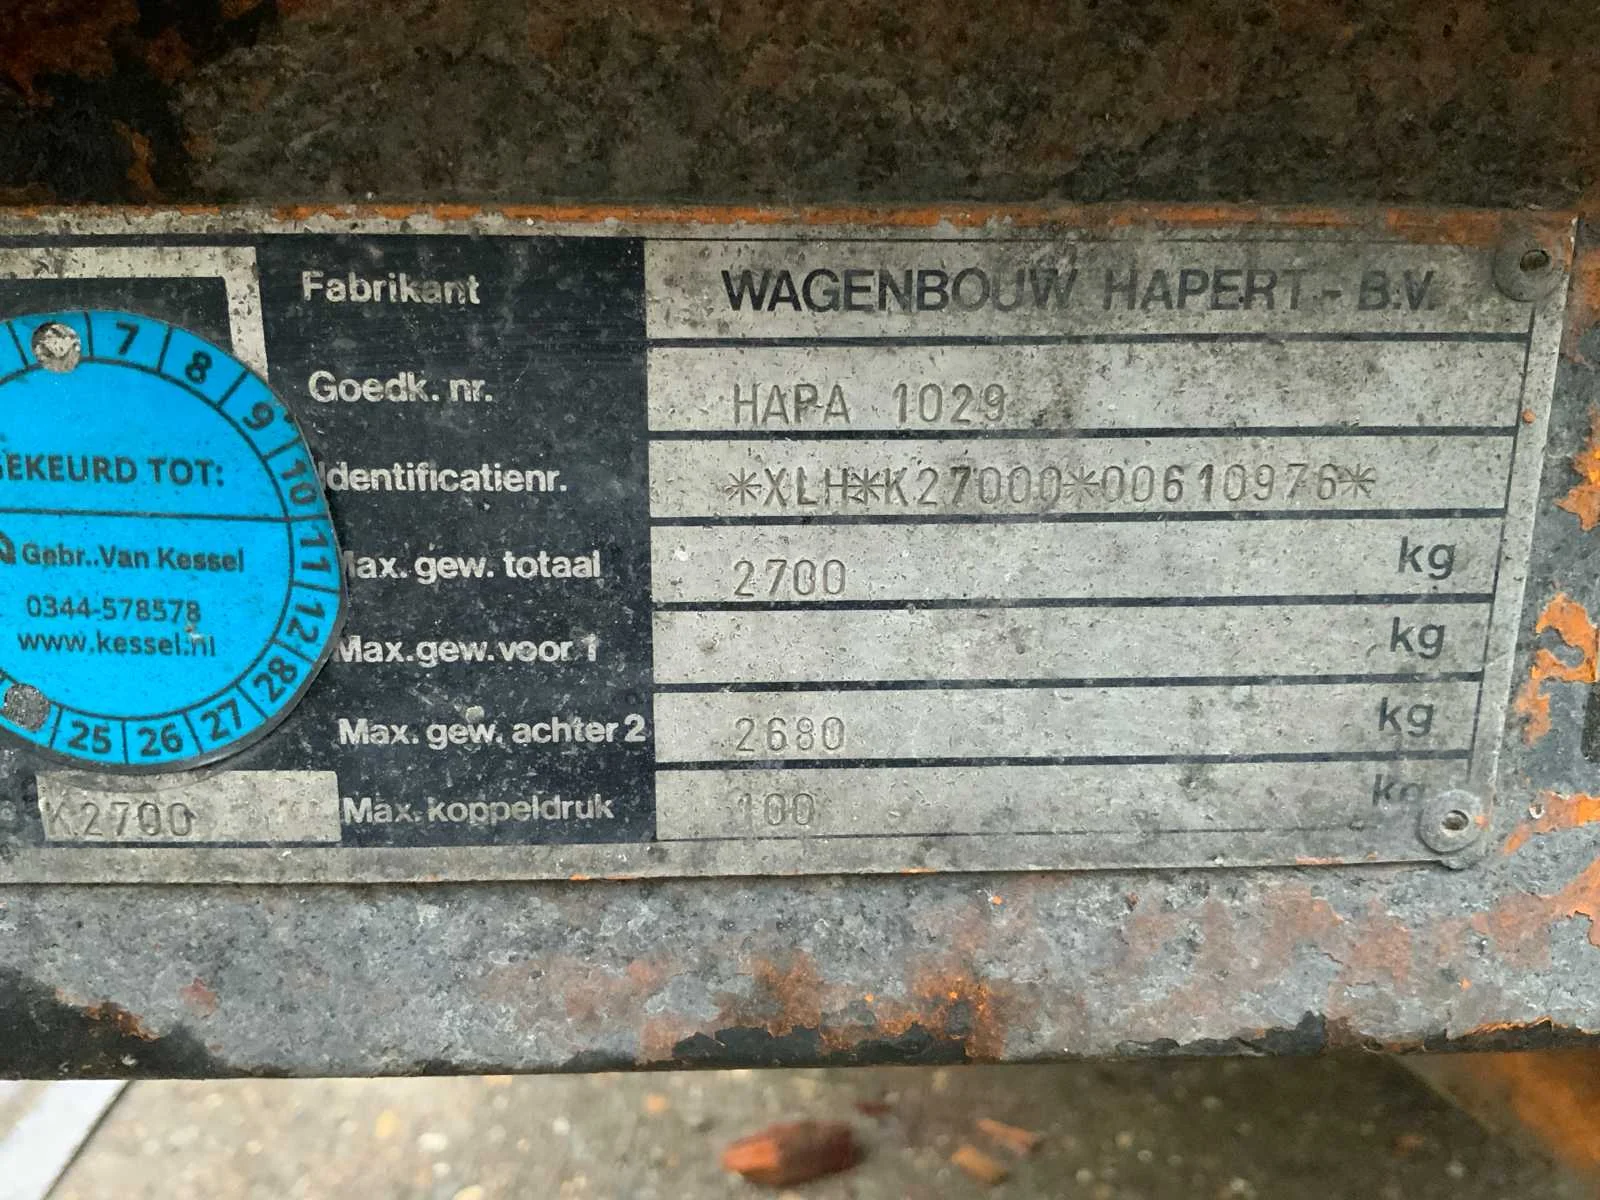 Fabrikant WAGENBOUW HAPERT - B.V.
Goedk. nr. HAPA 1029
Identificatienr. *XLH*K27000*00610976*
Max. gew. totaal 2700 kg
Max. gew. voor 1 kg
Max. gew. achter 2 2680 kg
Max. koppeldruk 100 kg
K2700
7 8 9 10 11 12 28 27 26 25
GEKEURD TOT:
Gebr. Van Kessel
0344-578578
www.kessel.nl